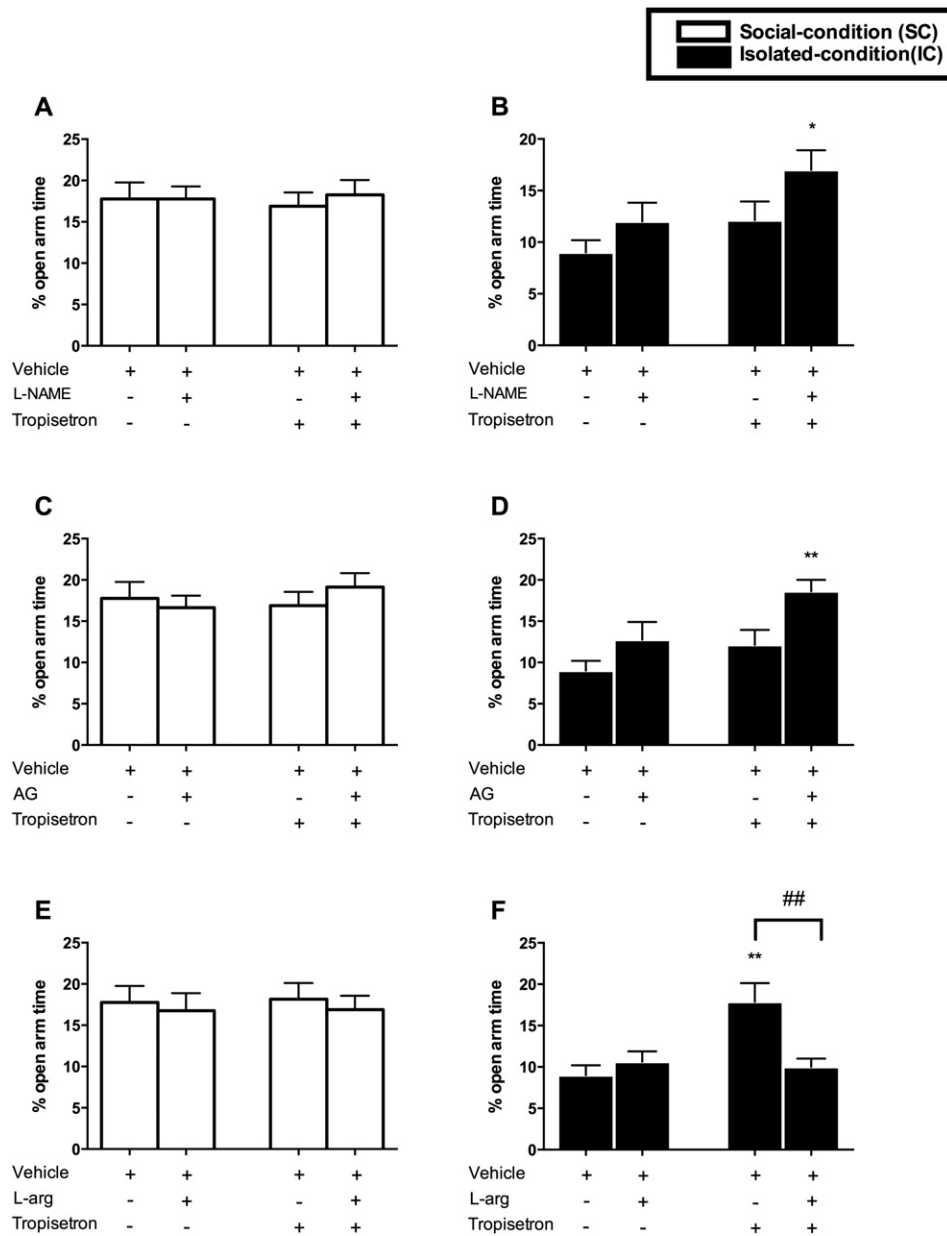 Social-condition (SC)
Isolated-condition(IC)
A
% open arm time
25
20
15
10
5
0
Vehicle + + + +
L-NAME - + - +
Tropisetron - - + +
B
% open arm time
20
15
10
5
0
*
Vehicle + + + +
L-NAME - + - +
Tropisetron - - + +
C
% open arm time
25
20
15
10
5
0
Vehicle + + + +
AG - + - +
Tropisetron - - + +
D
% open arm time
25
20
15
10
5
0
**
Vehicle + + + +
AG - + - +
Tropisetron - - + +
E
% open arm time
25
20
15
10
5
0
Vehicle + + + +
L-arg - + - +
Tropisetron - - + +
F
% open arm time
25
20
15
10
5
0
##
**
Vehicle + + + +
L-arg - + - +
Tropisetron - - + +